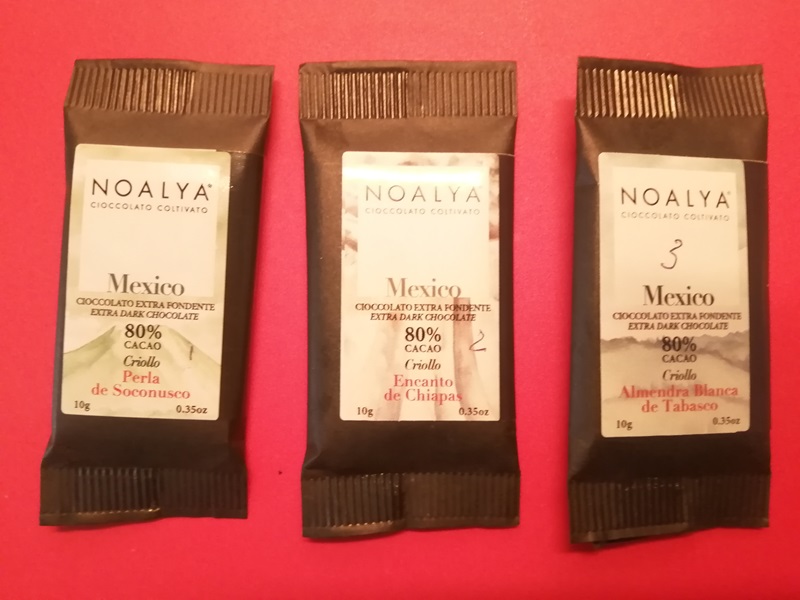 NOALYA®
CIOCCOLATO COLTIVATO
Mexico
CIOCCOLATO EXTRA FONDENTE
EXTRA DARK CHOCOLATE
80%
CACAO
1
Criollo
Perla
de Soconusco
10g 0.35oz
NOALYA®
CIOCCOLATO COLTIVATO
Mexico
CIOCCOLATO EXTRA FONDENTE
EXTRA DARK CHOCOLATE
80%
CACAO
2
Criollo
Encanto
de Chiapas
10g 0.35oz
NOALYA®
CIOCCOLATO COLTIVATO
3
Mexico
CIOCCOLATO EXTRA FONDENTE
EXTRA DARK CHOCOLATE
80%
CACAO
Criollo
Almendra Blanca
de Tabasco
10g 0.35oz